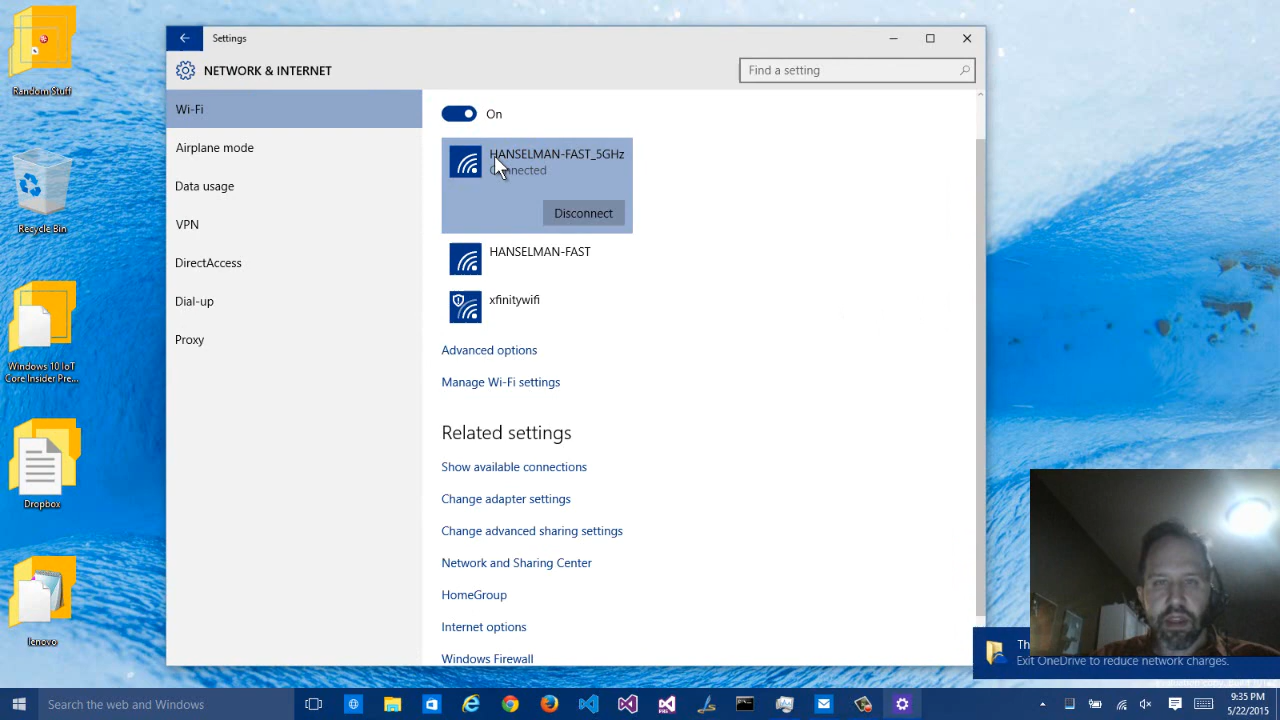 Random Stuff
Recycle Bin
Windows 10 IoT
Core Insider Pre...
Dropbox
lenovo
Settings
NETWORK & INTERNET
Find a setting
Wi-Fi
Airplane mode
Data usage
VPN
DirectAccess
Dial-up
Proxy
On
HANSELMAN-FAST_5GHz
Connected
Disconnect
HANSELMAN-FAST
xfinitywifi
Advanced options
Manage Wi-Fi settings
Related settings
Show available connections
Change adapter settings
Change advanced sharing settings
Network and Sharing Center
HomeGroup
Internet options
Windows Firewall
Exit OneDrive to reduce network charges.
Search the web and Windows
9:35 PM
5/22/2015